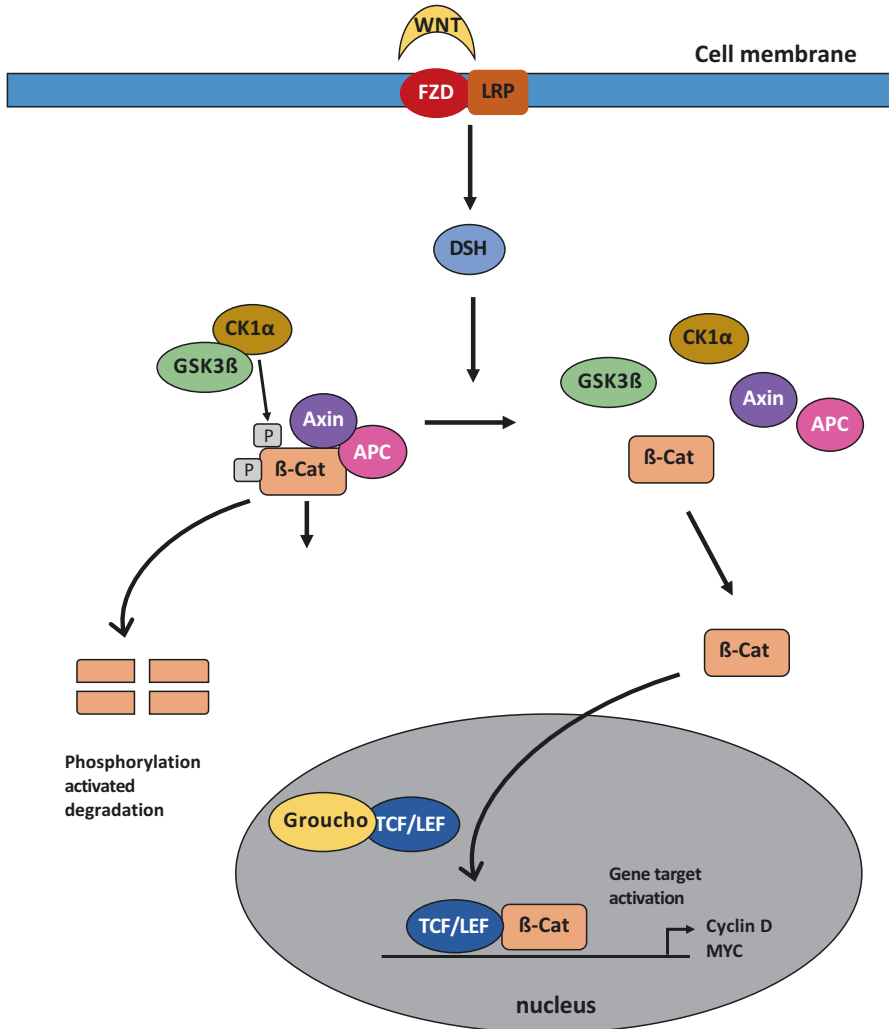 WNT
Cell membrane
FZD
LRP
DSH
CK1α
GSK3ß
Axin
APC
P
P
ß-Cat
CK1α
GSK3ß
Axin
APC
ß-Cat
ß-Cat
Phosphorylation
activated
degradation
Groucho
TCF/LEF
Gene target
activation
TCF/LEF
ß-Cat
Cyclin D
MYC
nucleus